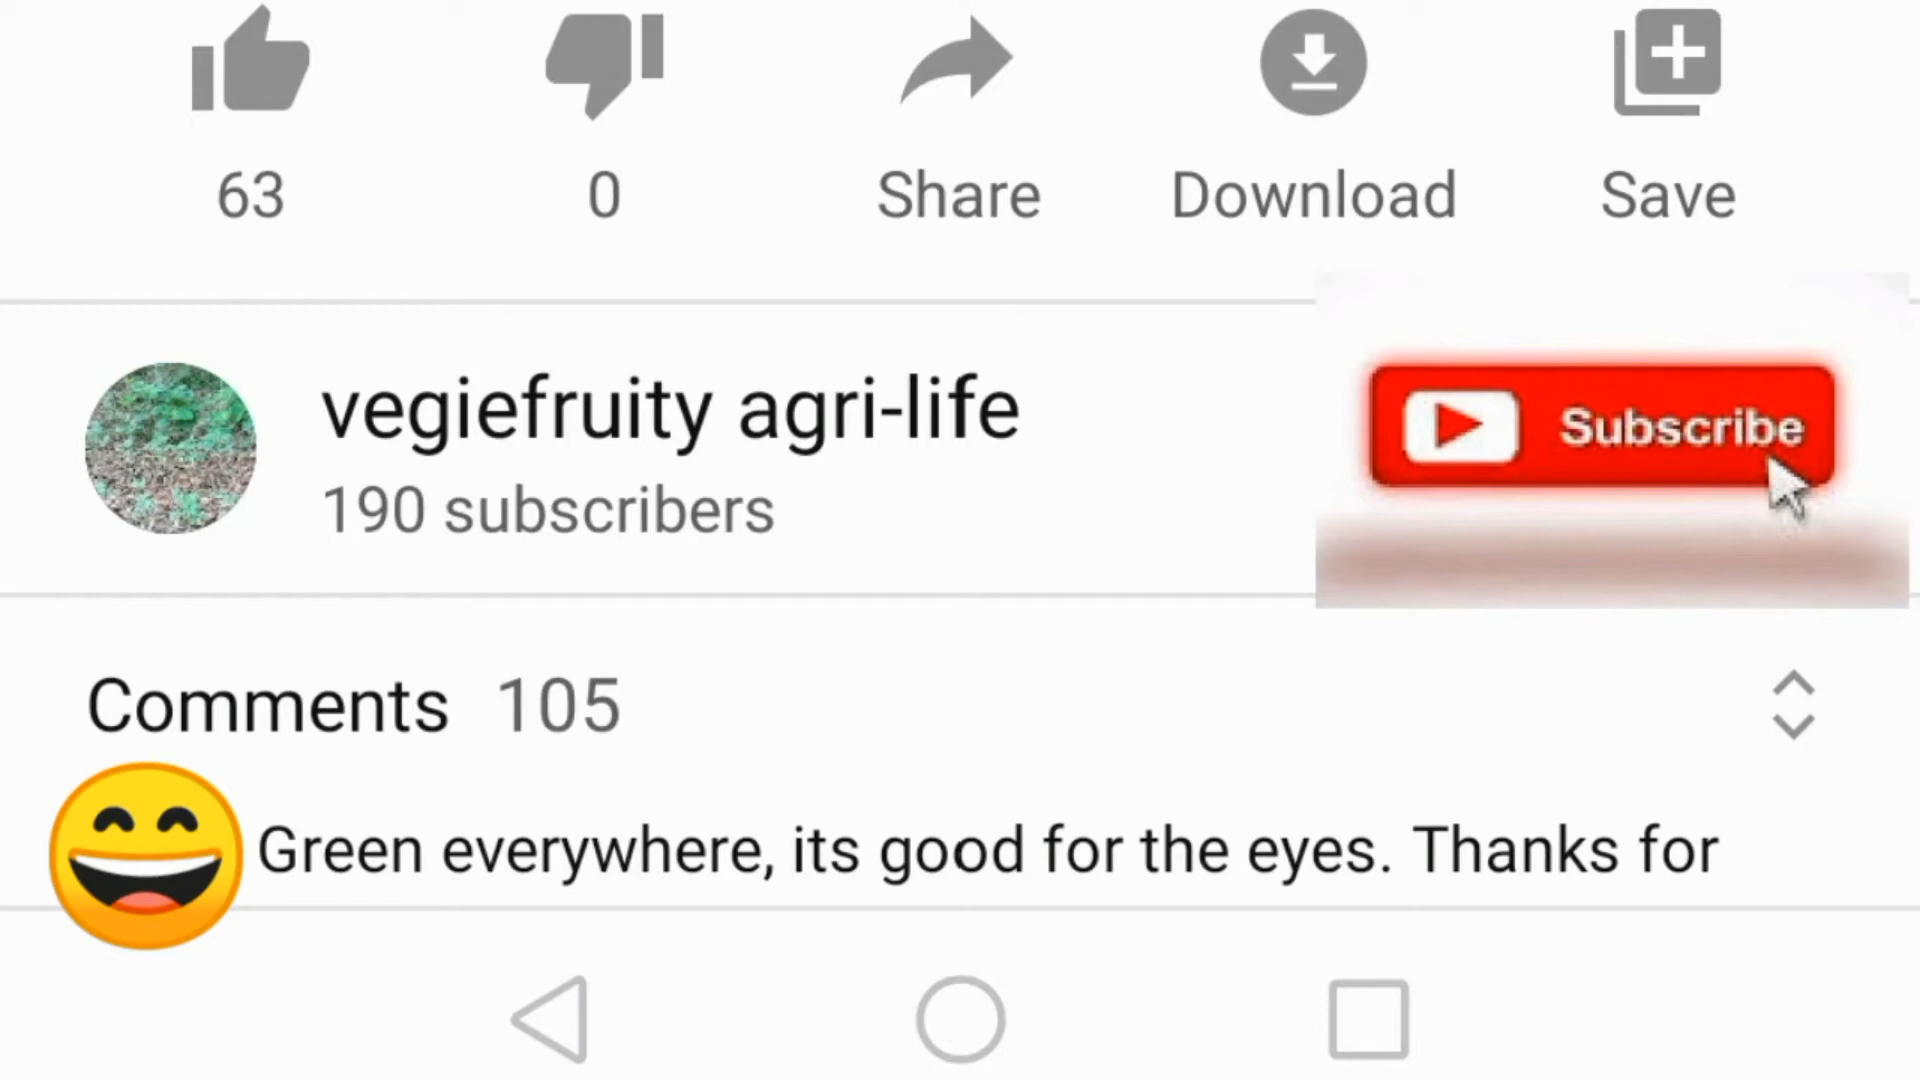 63 0 Share Download Save
vegiefruity agri-life
Subscribe
190 subscribers
Comments 105
Green everywhere, its good for the eyes. Thanks for